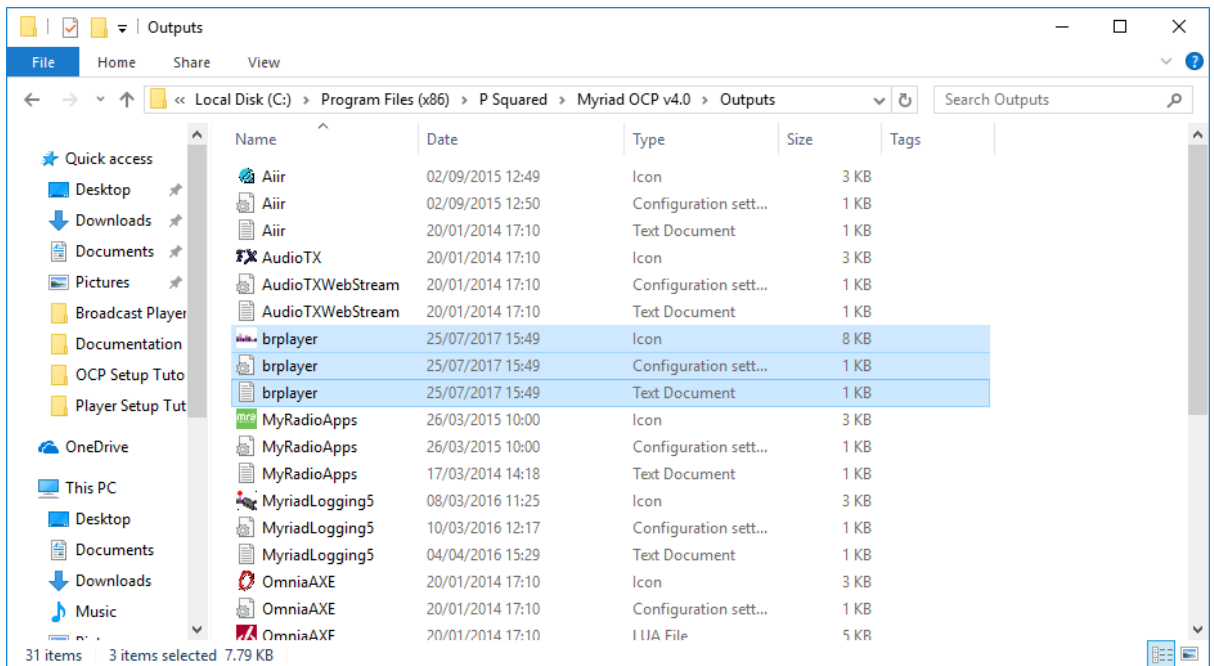 Outputs
File Home Share View
« Local Disk (C:) › Program Files (x86) › P Squared › Myriad OCP v4.0 › Outputs Search Outputs
Name Date Type Size Tags
Quick access
Desktop
Downloads
Documents
Pictures
Broadcast Player
Documentation
OCP Setup Tuto
Player Setup Tut
OneDrive
This PC
Desktop
Documents
Downloads
Music
Aiir 02/09/2015 12:49 Icon 3 KB
Aiir 02/09/2015 12:50 Configuration sett... 1 KB
Aiir 20/01/2014 17:10 Text Document 1 KB
AudioTX 20/01/2014 17:10 Icon 3 KB
AudioTXWebStream 20/01/2014 17:10 Configuration sett... 1 KB
AudioTXWebStream 20/01/2014 17:10 Text Document 1 KB
brplayer 25/07/2017 15:49 Icon 8 KB
brplayer 25/07/2017 15:49 Configuration sett... 1 KB
brplayer 25/07/2017 15:49 Text Document 1 KB
mra MyRadioApps 26/03/2015 10:00 Icon 3 KB
MyRadioApps 26/03/2015 10:00 Configuration sett... 1 KB
MyRadioApps 17/03/2014 14:18 Text Document 1 KB
MyriadLogging5 08/03/2016 11:25 Icon 3 KB
MyriadLogging5 10/03/2016 12:17 Configuration sett... 1 KB
MyriadLogging5 04/04/2016 15:29 Text Document 1 KB
OmniaAXE 20/01/2014 17:10 Icon 3 KB
OmniaAXE 20/01/2014 17:10 Configuration sett... 1 KB
OmniaAXE 20/01/2014 17:10 LUA File 5 KB
31 items 3 items selected 7.79 KB